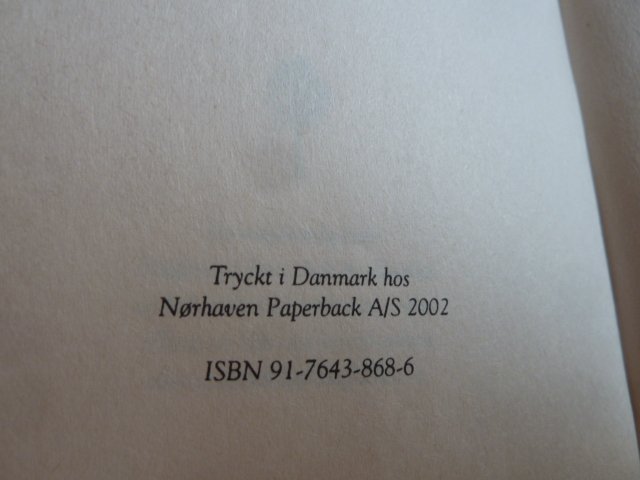 Tryckt i Danmark hos
Nørhaven Paperback A/S 2002
ISBN 91-7643-868-6